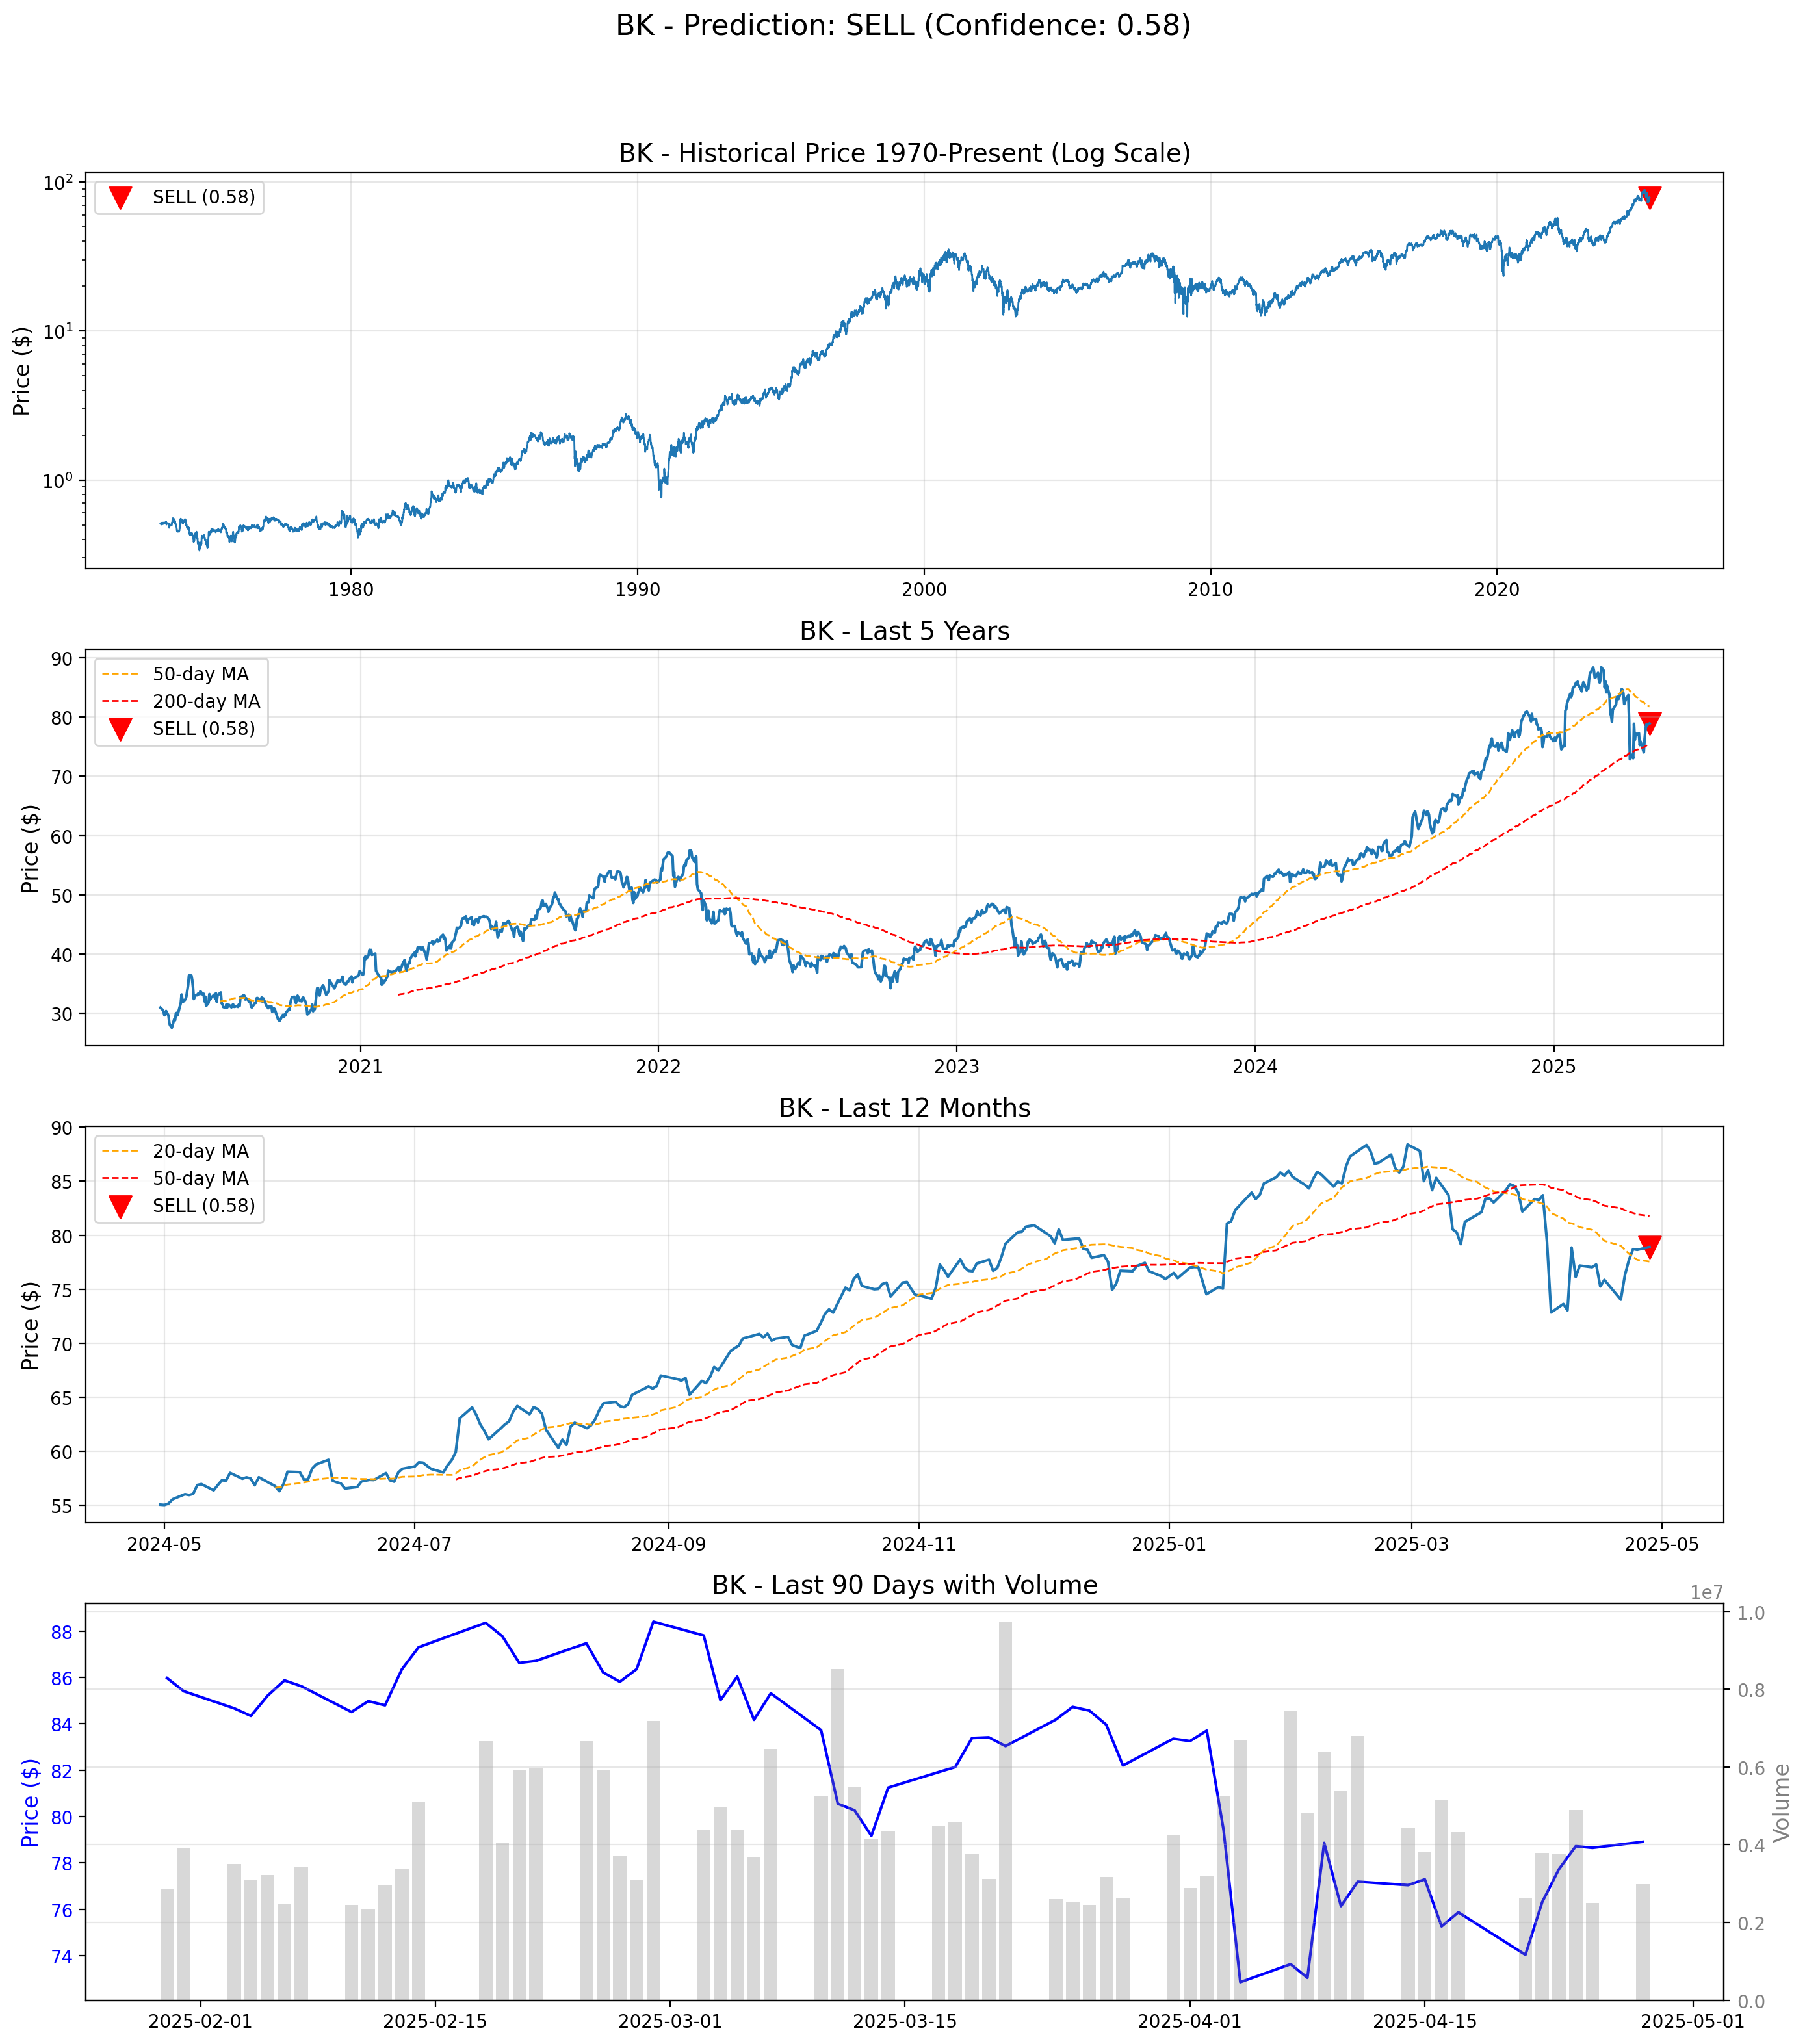 BK - Prediction: SELL (Confidence: 0.58)
BK - Historical Price 1970-Present (Log Scale)
SELL (0.58)
Price ($)
10²
10¹
10⁰
1980 1990 2000 2010 2020
BK - Last 5 Years
50-day MA
200-day MA
SELL (0.58)
Price ($)
90
80
70
60
50
40
30
2021 2022 2023 2024 2025
BK - Last 12 Months
20-day MA
50-day MA
SELL (0.58)
Price ($)
90
85
80
75
70
65
60
55
2024-05 2024-07 2024-09 2024-11 2025-01 2025-03 2025-05
BK - Last 90 Days with Volume
1e7
Price ($)
88
86
84
82
80
78
76
74
1.0
0.8
0.6
0.4
0.2
0.0
Volume
2025-02-01 2025-02-15 2025-03-01 2025-03-15 2025-04-01 2025-04-15 2025-05-01